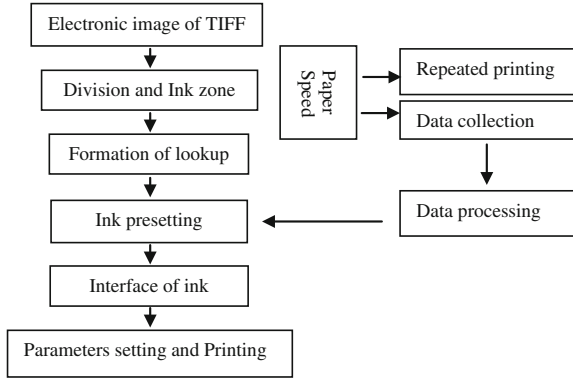 Electronic image of TIFF
Division and Ink zone
Formation of lookup
Ink presetting
Interface of ink
Parameters setting and Printing
Paper
Speed
Repeated printing
Data collection
Data processing